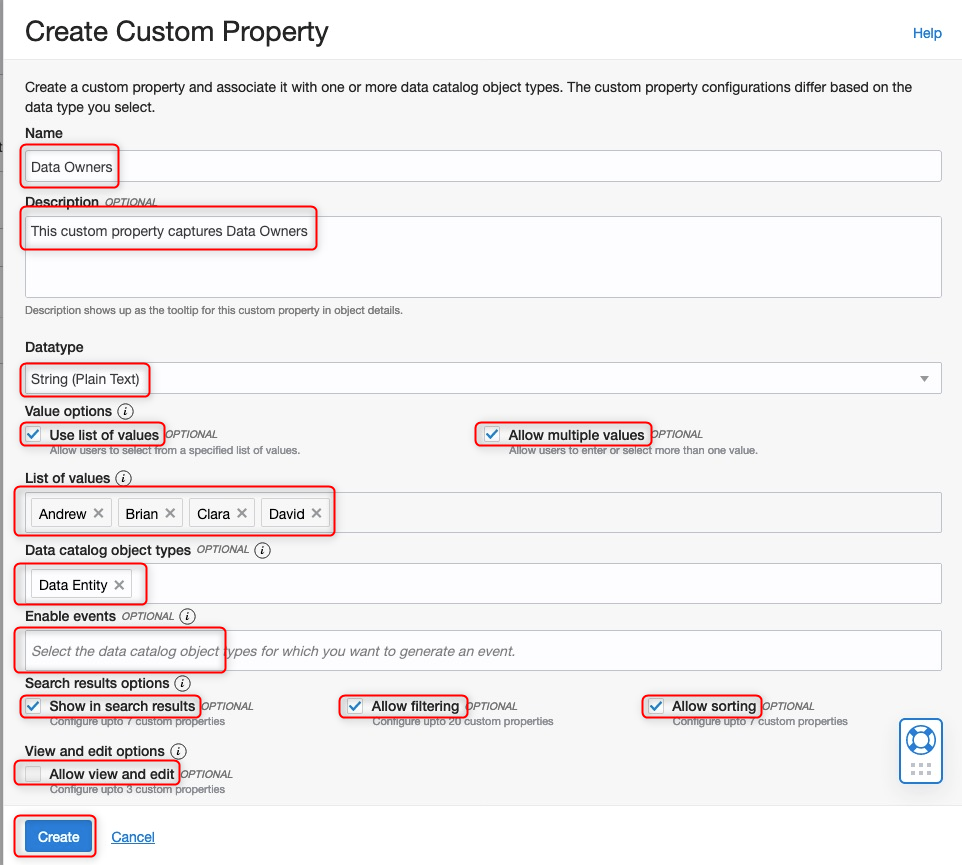 Create Custom Property
Help
Create a custom property and associate it with one or more data catalog object types. The custom property configurations differ based on the
data type you select.
Name
Data Owners
Description OPTIONAL
This custom property captures Data Owners
Description shows up as the tooltip for this custom property in object details.
Datatype
String (Plain Text)
Value options i
Use list of values OPTIONAL
Allow users to select from a specified list of values.
Allow multiple values OPTIONAL
Allow users to enter or select more than one value.
List of values i
Andrew × Brian × Clara × David ×
Data catalog object types OPTIONAL i
Data Entity ×
Enable events OPTIONAL i
Select the data catalog object types for which you want to generate an event.
Search results options i
Show in search results OPTIONAL
Configure upto 7 custom properties
Allow filtering OPTIONAL
Configure upto 20 custom properties
Allow sorting OPTIONAL
Configure upto 7 custom properties
View and edit options i
Allow view and edit OPTIONAL
Configure upto 3 custom properties
Create Cancel